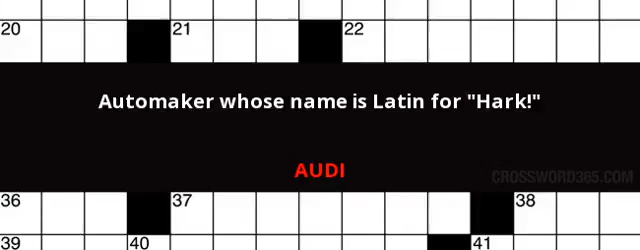 20 21 22
Automaker whose name is Latin for "Hark!"
AUDI
CROSSWORD365.COM
36 37 38
39 40 41